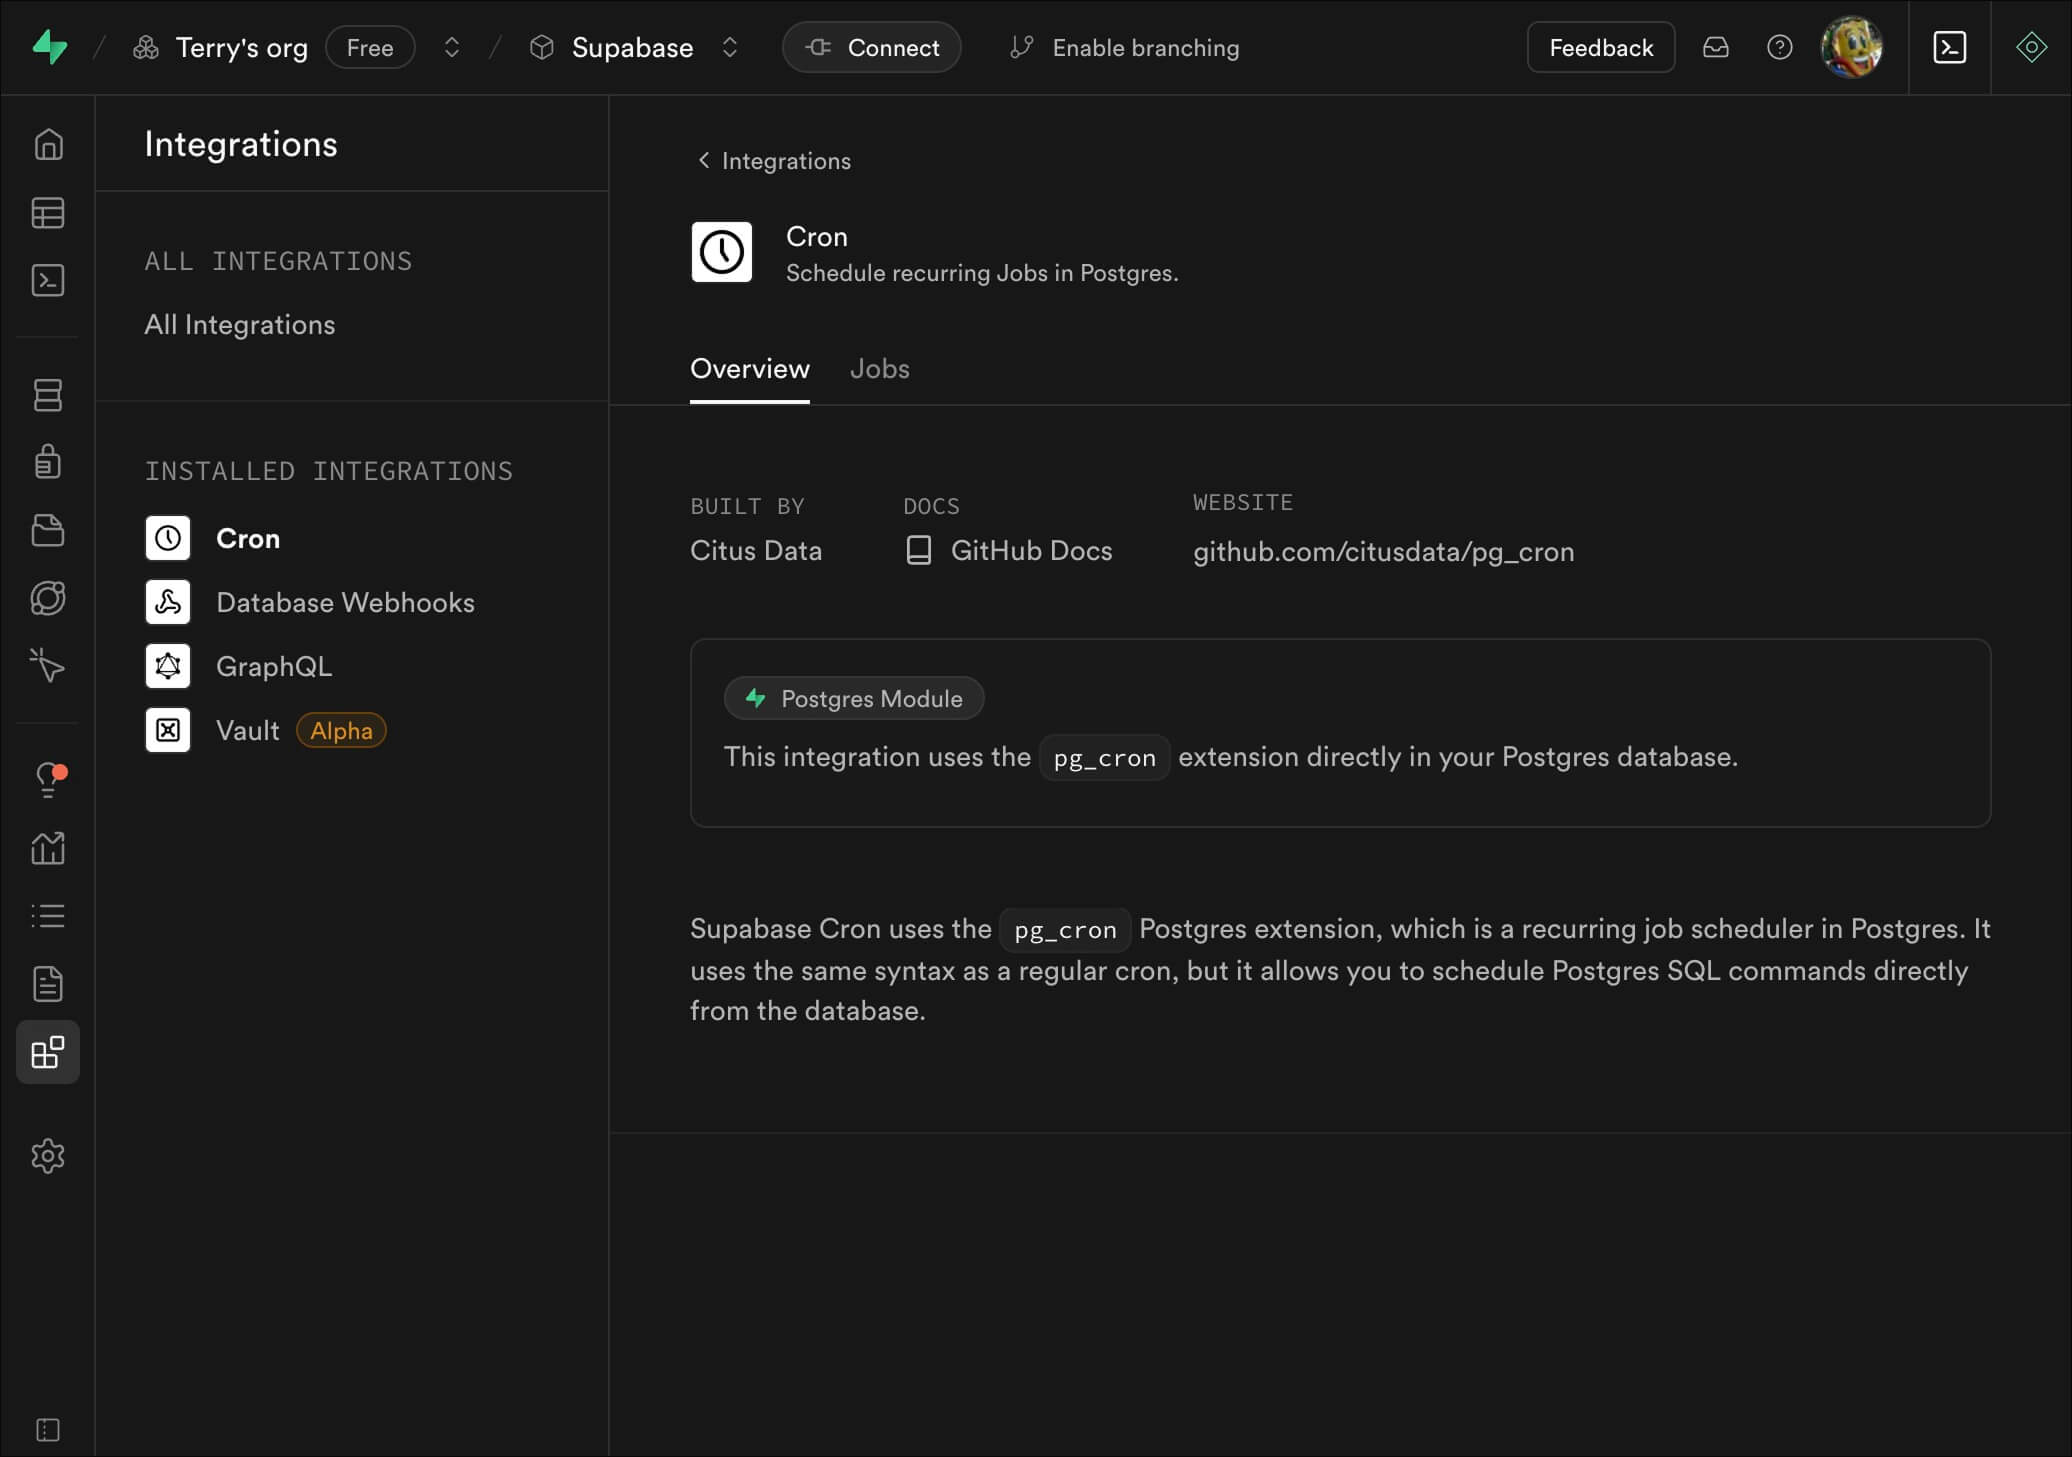 Terry's org
Free
Supabase
Connect
Enable branching
Feedback
Integrations
ALL INTEGRATIONS
All Integrations
INSTALLED INTEGRATIONS
Cron
Database Webhooks
GraphQL
Vault Alpha
Integrations
Cron
Schedule recurring Jobs in Postgres.
Overview
Jobs
BUILT BY
Citus Data
DOCS
GitHub Docs
WEBSITE
github.com/citusdata/pg_cron
Postgres Module
This integration uses the pg_cron extension directly in your Postgres database.
Supabase Cron uses the pg_cron Postgres extension, which is a recurring job scheduler in Postgres. It
uses the same syntax as a regular cron, but it allows you to schedule Postgres SQL commands directly
from the database.